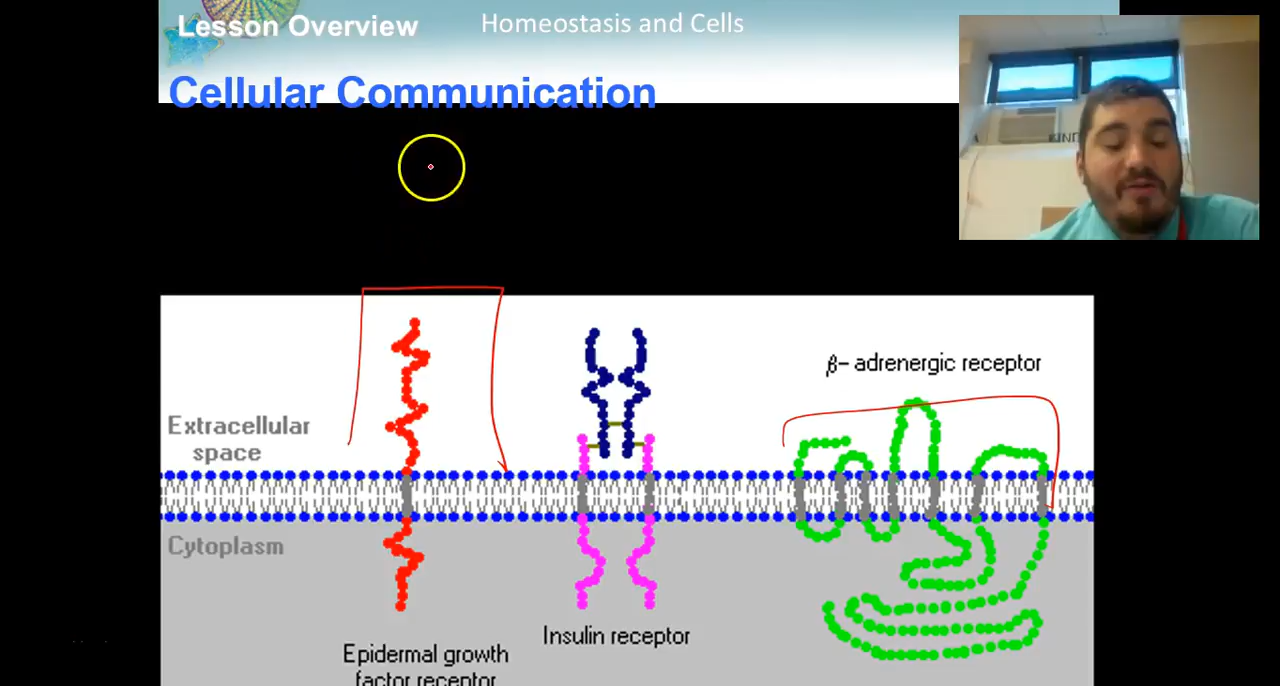 Lesson Overview
Homeostasis and Cells
Cellular Communication
β- adrenergic receptor
Extracellular
space
Cytoplasm
Insulin receptor
Epidermal growth
factor receptor